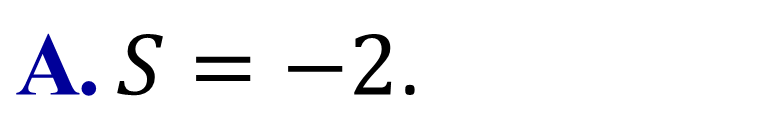 A. S = −2.